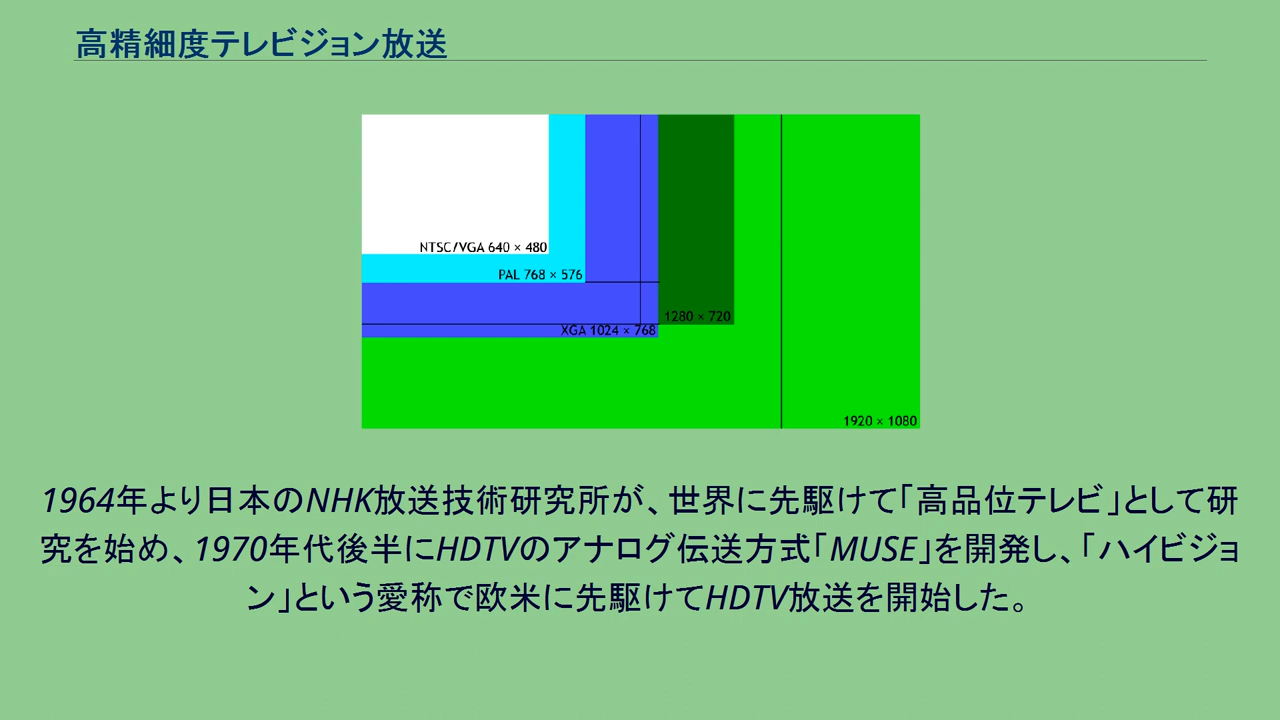 高精細度テレビジョン放送
NTSC/VGA 640 × 480
PAL 768 × 576
1280 × 720
XGA 1024 × 768
1920 × 1080
1964年より日本のNHK放送技術研究所が、世界に先駆けて「高品位テレビ」として研
究を始め、1970年代後半にHDTVのアナログ伝送方式「MUSE」を開発し、「ハイビジョ
ン」という愛称で欧米に先駆けてHDTV放送を開始した。